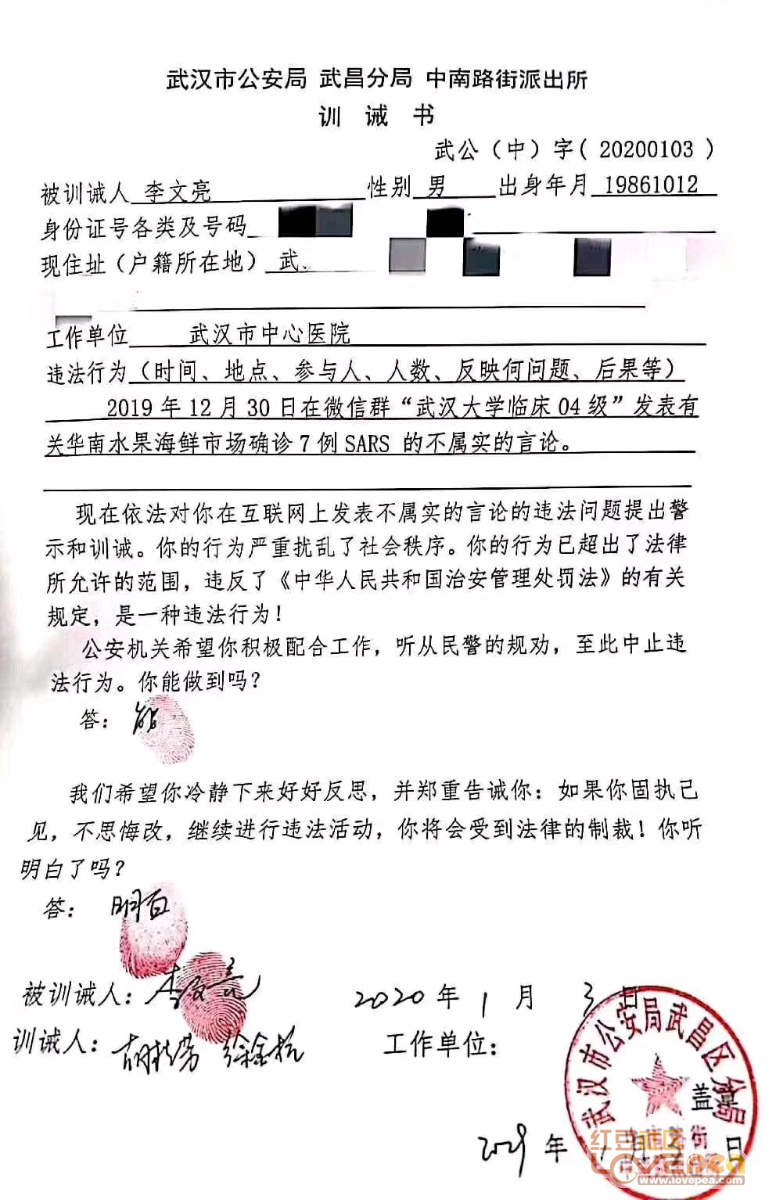 武汉市公安局 武昌分局 中南路街派出所
训 诫 书
武公（中）字( 20200103 )
被训诫人 李文亮 性别 男 出身年月 19861012
身份证号各类及号码
现住址（户籍所在地）武
工作单位 武汉市中心医院
违法行为（时间、地点、参与人、人数、反映何问题、后果等）
2019 年 12 月 30 日在微信群“武汉大学临床 04 级”发表有
关华南水果海鲜市场确诊 7 例 SARS 的不属实的言论。
现在依法对你在互联网上发表不属实的言论的违法问题提出警
示和训诫。你的行为严重扰乱了社会秩序。你的行为已超出了法律
所允许的范围，违反了《中华人民共和国治安管理处罚法》的有关
规定，是一种违法行为！
公安机关希望你积极配合工作，听从民警的规劝，至此中止违
法行为。你能做到吗？
答： 能
我们希望你冷静下来好好反思，并郑重告诫你：如果你固执己
见，不思悔改，继续进行违法活动，你将会受到法律的制裁！你听
明白了吗？
答： 明白
被训诫人：李文亮 2020 年 1 月 3 日
训诫人： 工作单位：
武汉市公安局武昌区分局
盖章
年 月 日
红豆社区
Lovepea
www.lovepea.com